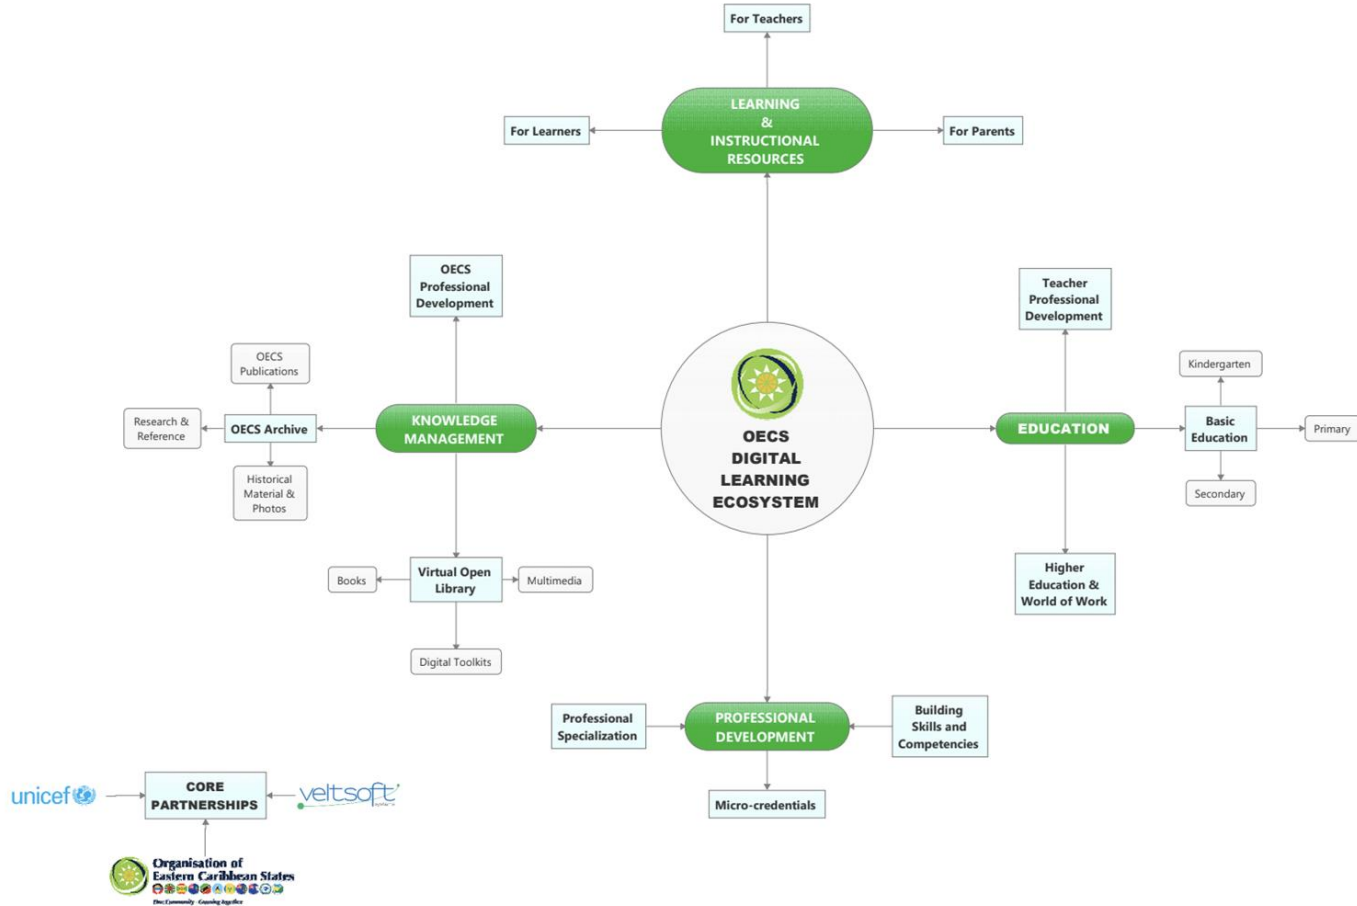 For Teachers
LEARNING
&
INSTRUCTIONAL
RESOURCES
For Learners
For Parents
OECS
Professional
Development
Teacher
Professional
Development
OECS
Publications
Kindergarten
Research &
Reference
OECS Archive
KNOWLEDGE
MANAGEMENT
OECS
DIGITAL
LEARNING
ECOSYSTEM
EDUCATION
Basic
Education
Primary
Historical
Material &
Photos
Secondary
Books
Virtual Open
Library
Multimedia
Higher
Education &
World of Work
Digital Toolkits
Professional
Specialization
PROFESSIONAL
DEVELOPMENT
Building
Skills and
Competencies
Micro-credentials
unicef
CORE
PARTNERSHIPS
veltsoft
Organisation of
Eastern Caribbean States